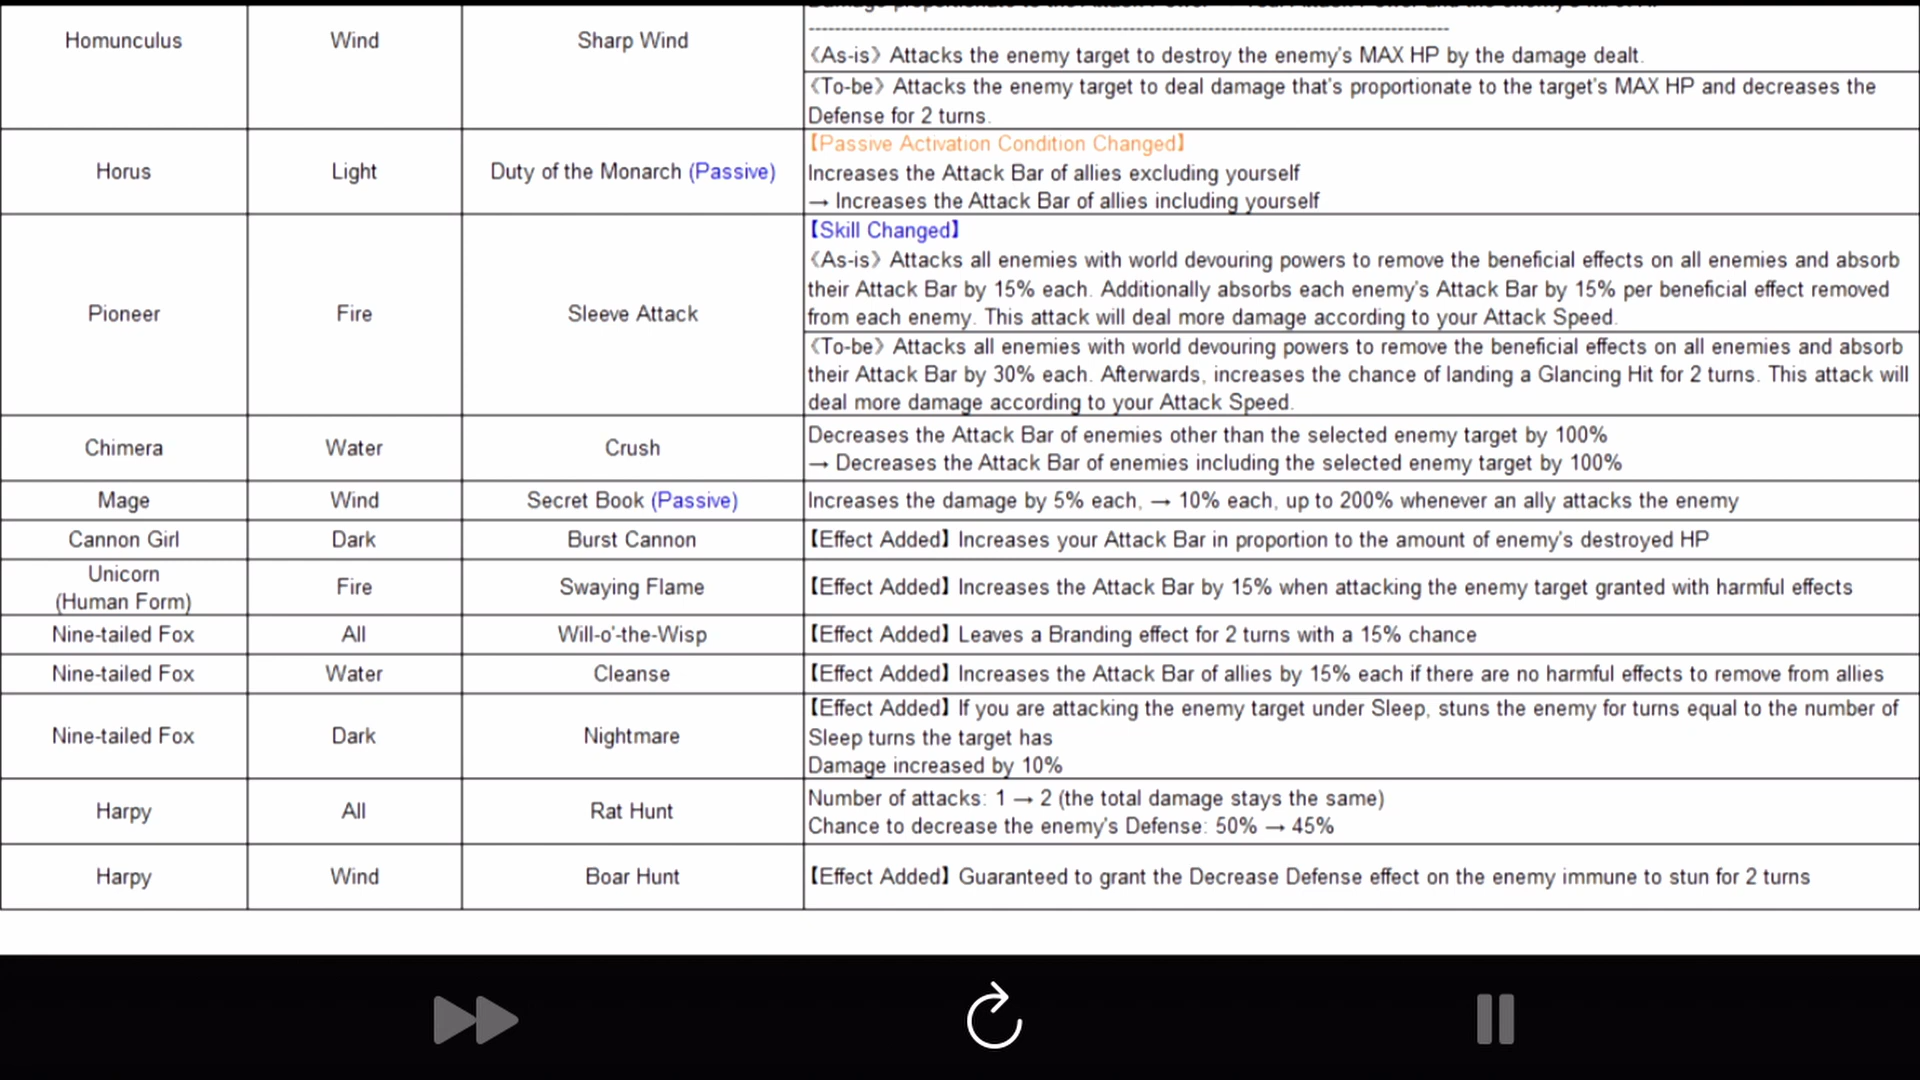 Homunculus Wind Sharp Wind
------------------------------------------------------------
《As-is》 Attacks the enemy target to destroy the enemy's MAX HP by the damage dealt.
《To-be》 Attacks the enemy target to deal damage that's proportionate to the target's MAX HP and decreases the
Defense for 2 turns.
Horus Light Duty of the Monarch (Passive)
【Passive Activation Condition Changed】
Increases the Attack Bar of allies excluding yourself
→ Increases the Attack Bar of allies including yourself
Pioneer Fire Sleeve Attack
【Skill Changed】
《As-is》 Attacks all enemies with world devouring powers to remove the beneficial effects on all enemies and absorb
their Attack Bar by 15% each. Additionally absorbs each enemy's Attack Bar by 15% per beneficial effect removed
from each enemy. This attack will deal more damage according to your Attack Speed.
《To-be》 Attacks all enemies with world devouring powers to remove the beneficial effects on all enemies and absorb
their Attack Bar by 30% each. Afterwards, increases the chance of landing a Glancing Hit for 2 turns. This attack will
deal more damage according to your Attack Speed.
Chimera Water Crush
Decreases the Attack Bar of enemies other than the selected enemy target by 100%
→ Decreases the Attack Bar of enemies including the selected enemy target by 100%
Mage Wind Secret Book (Passive) Increases the damage by 5% each, → 10% each, up to 200% whenever an ally attacks the enemy
Cannon Girl Dark Burst Cannon 【Effect Added】 Increases your Attack Bar in proportion to the amount of enemy's destroyed HP
Unicorn
(Human Form)
Fire Swaying Flame 【Effect Added】 Increases the Attack Bar by 15% when attacking the enemy target granted with harmful effects
Nine-tailed Fox All Will-o'-the-Wisp 【Effect Added】 Leaves a Branding effect for 2 turns with a 15% chance
Nine-tailed Fox Water Cleanse 【Effect Added】 Increases the Attack Bar of allies by 15% each if there are no harmful effects to remove from allies
Nine-tailed Fox Dark Nightmare
【Effect Added】 If you are attacking the enemy target under Sleep, stuns the enemy for turns equal to the number of
Sleep turns the target has
Damage increased by 10%
Harpy All Rat Hunt
Number of attacks: 1 → 2 (the total damage stays the same)
Chance to decrease the enemy's Defense: 50% → 45%
Harpy Wind Boar Hunt 【Effect Added】 Guaranteed to grant the Decrease Defense effect on the enemy immune to stun for 2 turns